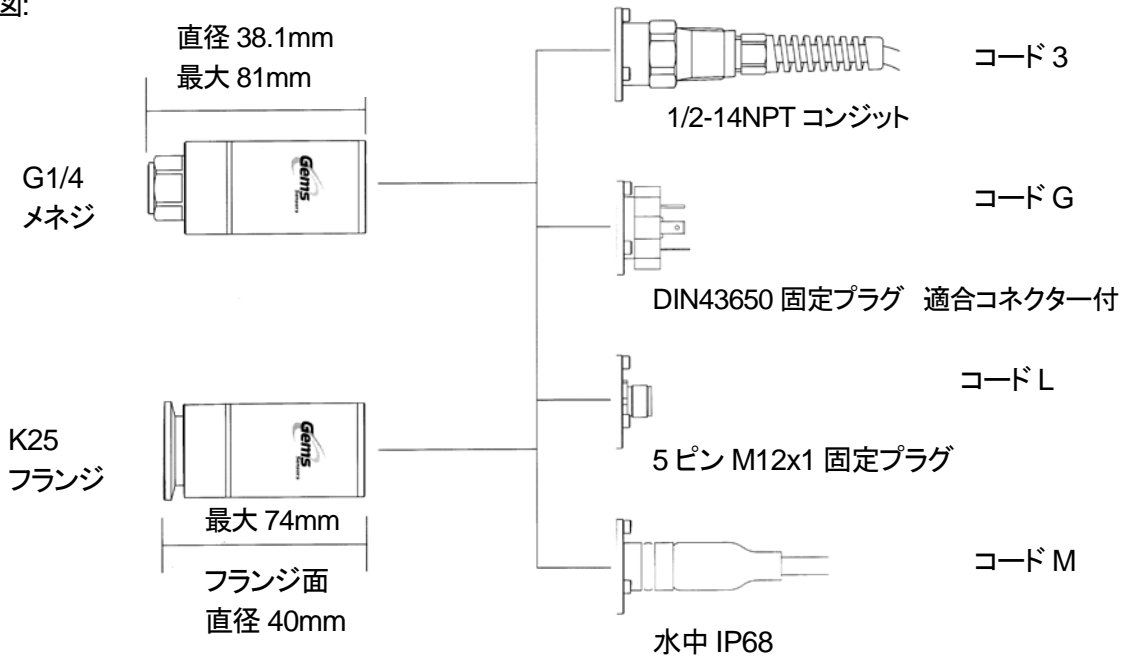 図:
直径 38.1mm
最大 81mm
G1/4
メネジ
Gems
Sensors
コード 3
1/2-14NPT コンジット
コード G
DIN43650 固定プラグ 適合コネクター付
コード L
5 ピン M12x1 固定プラグ
K25
フランジ
Gems
Sensors
最大 74mm
フランジ面
直径 40mm
コード M
水中 IP68